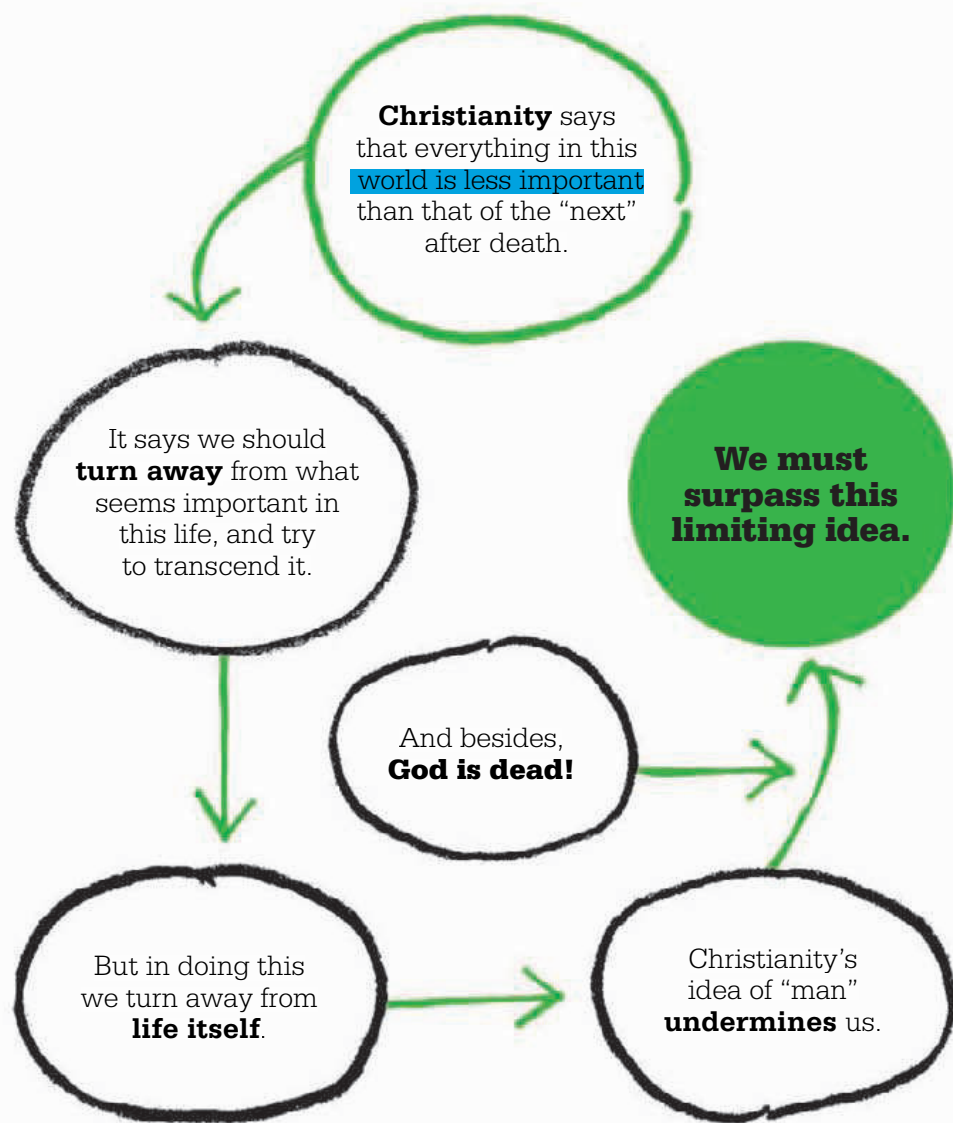 Christianity says
that everything in this
world is less important
than that of the “next”
after death.
It says we should
turn away from what
seems important in
this life, and try
to transcend it.
But in doing this
we turn away from
life itself.
Christianity’s
idea of “man”
undermines us.
And besides,
God is dead!
We must
surpass this
limiting idea.